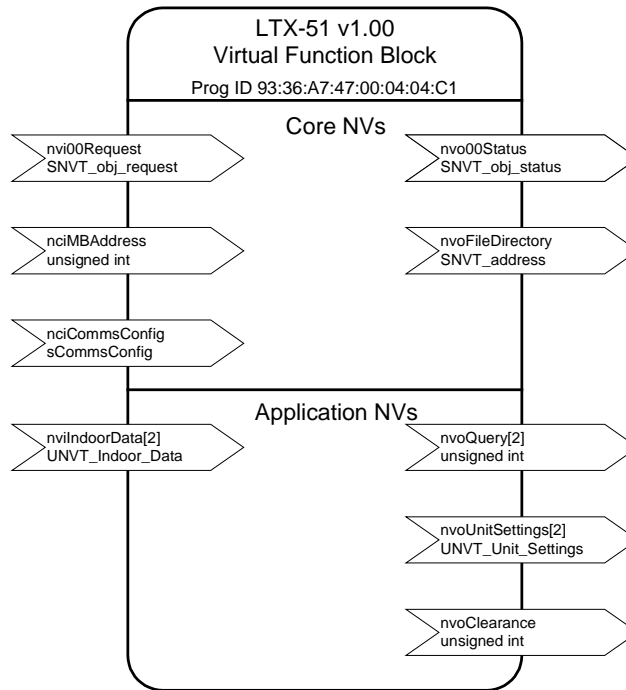 LTX-51 v1.00
Virtual Function Block
Prog ID 93:36:A7:47:00:04:04:C1
Core NVs
nvi00Request
SNVT_obj_request
nvo00Status
SNVT_obj_status
nciMBAddress
unsigned int
nvoFileDirectory
SNVT_address
nciCommsConfig
sCommsConfig
Application NVs
nviIndoorData[2]
UNVT_Indoor_Data
nvoQuery[2]
unsigned int
nvoUnitSettings[2]
UNVT_Unit_Settings
nvoClearance
unsigned int